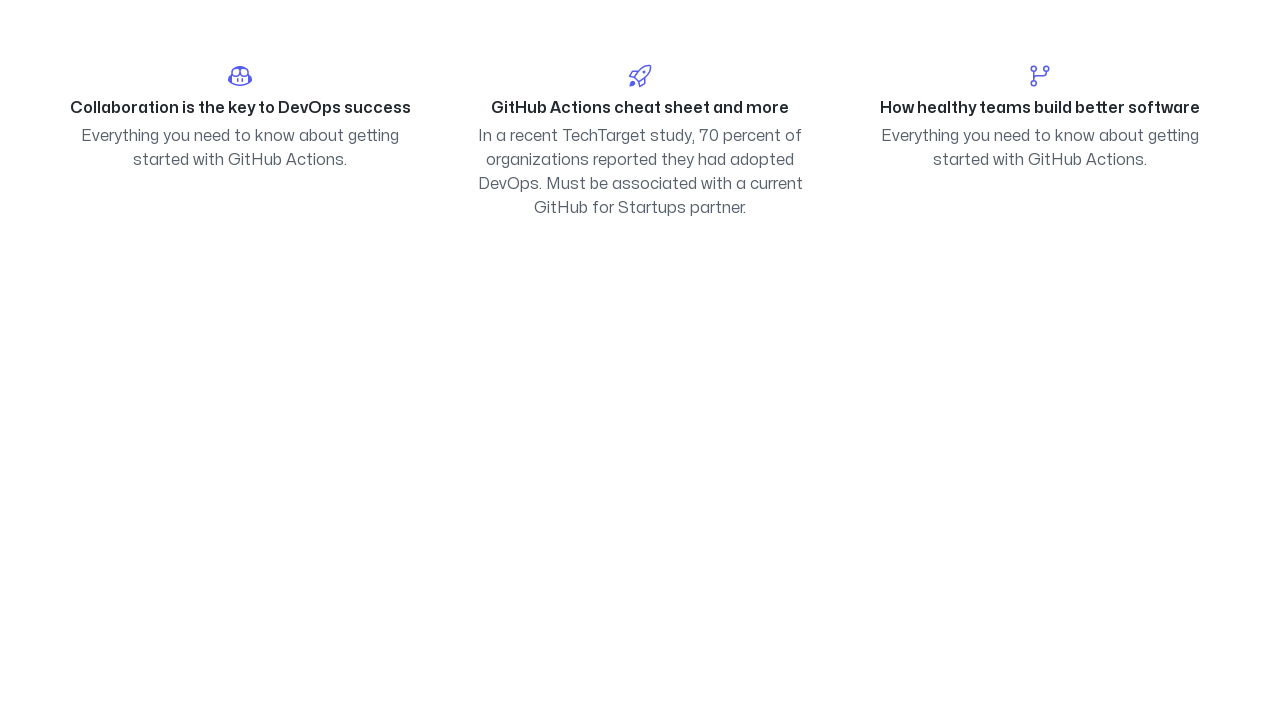 Collaboration is the key to DevOps success
Everything you need to know about getting
started with GitHub Actions.
GitHub Actions cheat sheet and more
In a recent TechTarget study, 70 percent of
organizations reported they had adopted
DevOps. Must be associated with a current
GitHub for Startups partner.
How healthy teams build better software
Everything you need to know about getting
started with GitHub Actions.